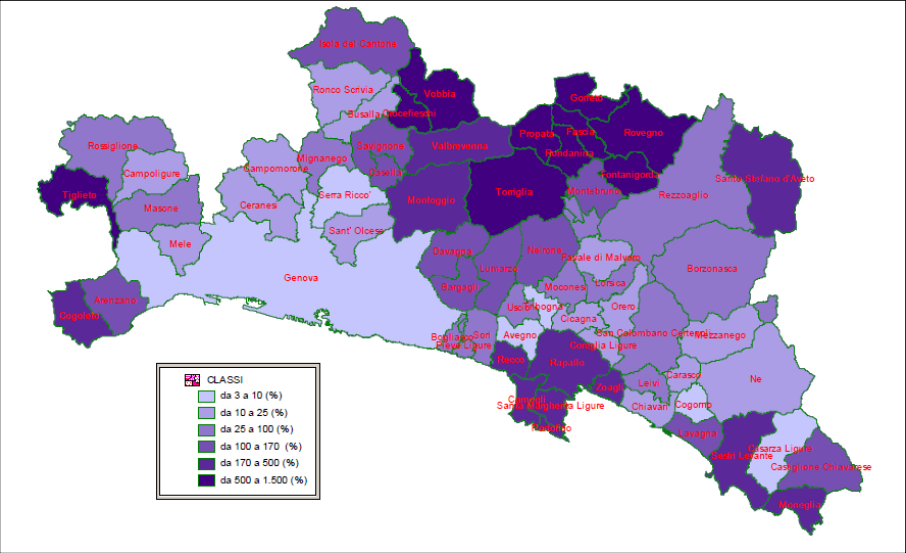 Isola del Cantone
Ronco Scrivia
Vobbia
Busalla
Crocefieschi
Gorreto
Rovegno
Propata
Fascia
Rondanina
Rossiglione
Savignone
Valbrevenna
Mignanego
Campomorone
Casella
Campoligure
Fontanigorda
Santo Stefano d'Aveto
Tiglieto
Torriglia
Montebruno
Rezzoaglio
Serra Ricco'
Montoggio
Masone
Ceranesi
Sant' Olcese
Mele
Davagna
Neirone
Favale di Malvaro
Lumarzo
Borzonasca
Genova
Bargagli
Mocones
Lorsica
Arenzano
Uscio
Orero
Cogoleto
Cicagna
Avegno
Bogliasco
Sori
Pieve Ligure
San Colombano Certenoli
Mezzanego
Coreglia Ligure
Recco
Rapallo
Carasco
Ne
Zoagli
Leivi
Camogli
Santa Margherita Ligure
Chiavari
Cogorno
Portofino
Lavagna
Casarza Ligure
Sestri Levante
Castiglione Chiavarese
Moneglia
CLASSI
da 3 a 10 (%)
da 10 a 25 (%)
da 25 a 100 (%)
da 100 a 170 (%)
da 170 a 500 (%)
da 500 a 1.500 (%)